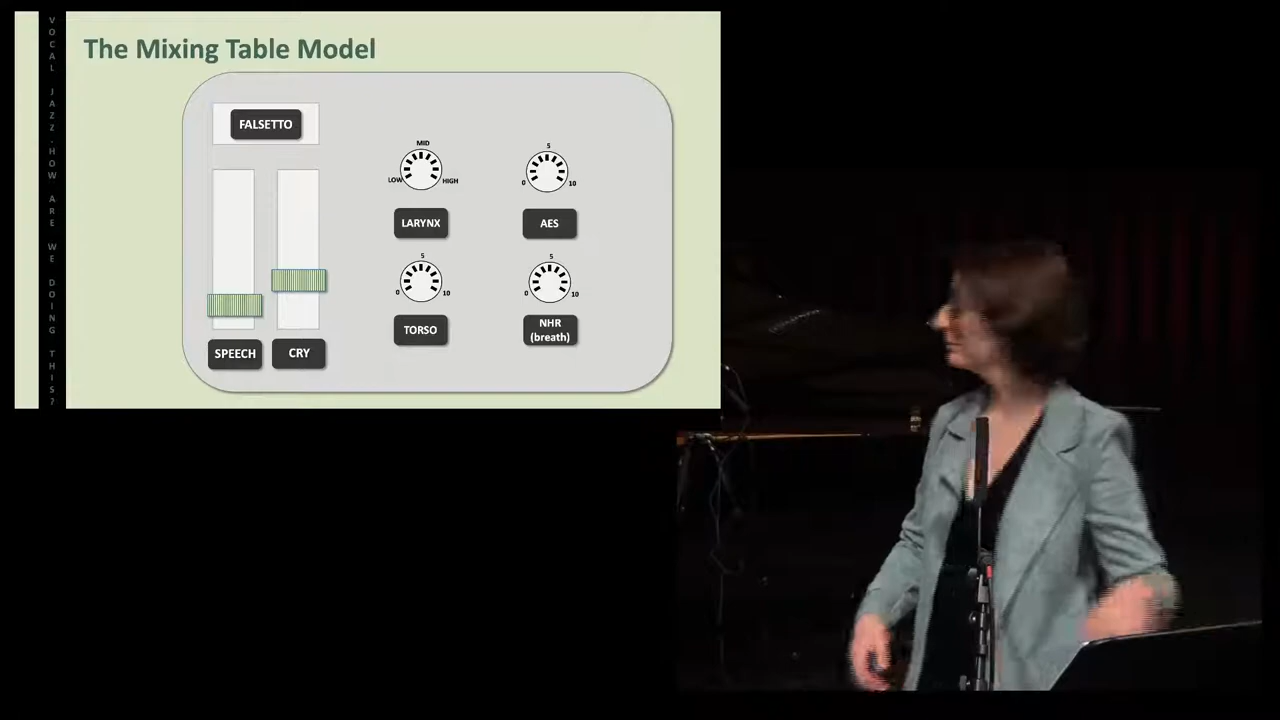 VOCAL JAZZ. HOW ARE WE DOING THIS?
The Mixing Table Model
FALSETTO
MID
LOW
HIGH
5
0
10
LARYNX
AES
5
0
10
5
0
10
SPEECH
CRY
TORSO
NHR
(breath)